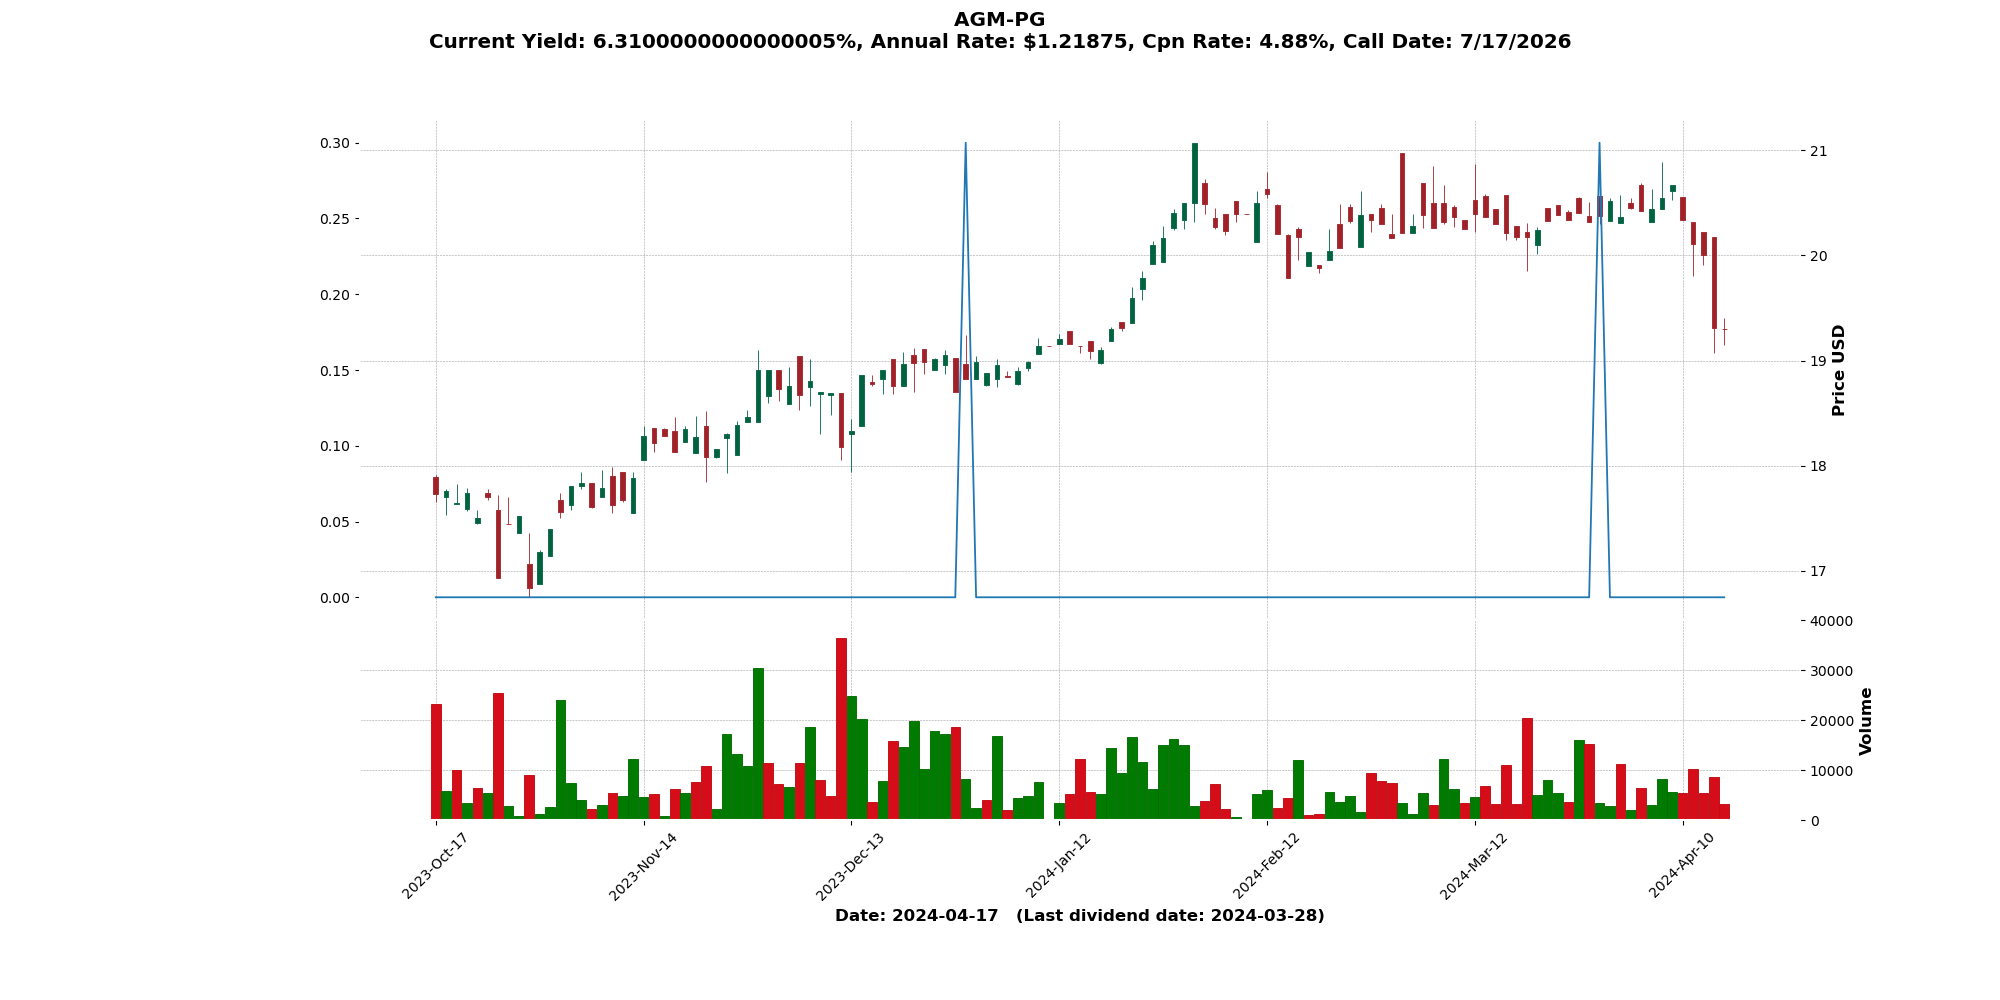 AGM-PG
Current Yield: 6.3100000000000005%, Annual Rate: $1.21875, Cpn Rate: 4.88%, Call Date: 7/17/2026
0.30
0.25
0.20
0.15
0.10
0.05
0.00
21
20
19
18
17
Price USD
40000
30000
20000
10000
0
Volume
2023-Oct-17
2023-Nov-14
2023-Dec-13
2024-Jan-12
2024-Feb-12
2024-Mar-12
2024-Apr-10
Date: 2024-04-17   (Last dividend date: 2024-03-28)